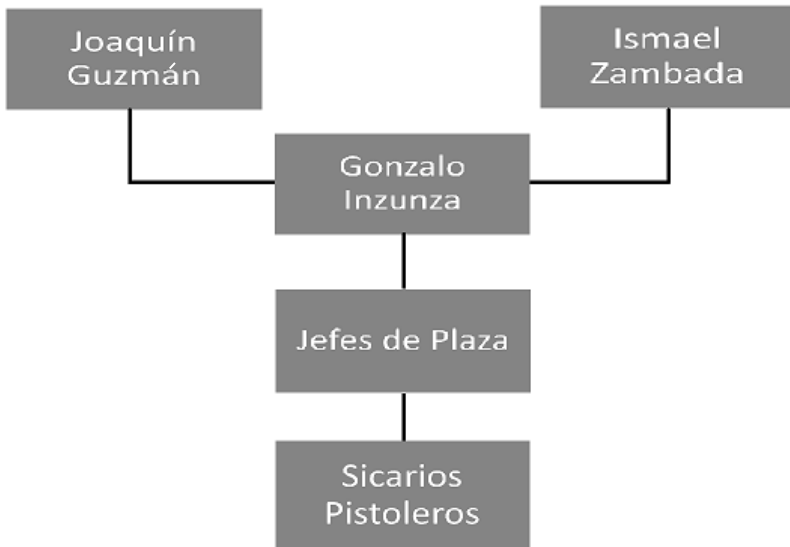 Joaquín
Guzmán
Ismael
Zambada
Gonzalo
Inzunza
Jefes de Plaza
Sicarios
Pistoleros